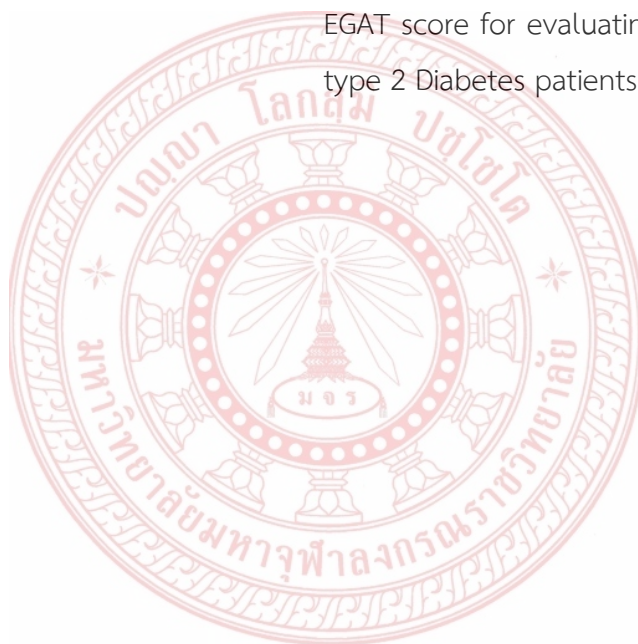 EGAT score for evaluatin
type 2 Diabetes patients
ปญฺญา โลกสฺมิ ปชฺโชโต
ม จ ร
มหาวิทยาลัยมหาจุฬาลงกรณราชวิทยาลัย